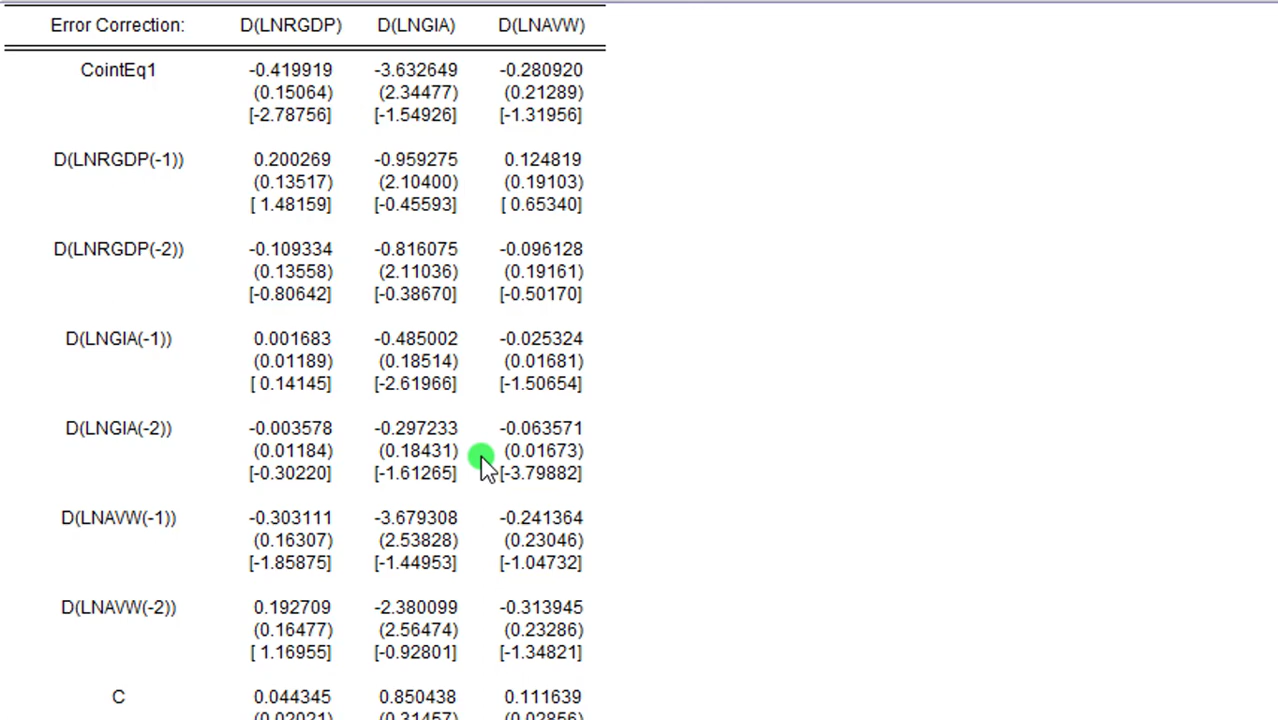 Error Correction: D(LNRGDP) D(LNGIA) D(LNAVW)
CointEq1 -0.419919 -3.632649 -0.280920
(0.15064) (2.34477) (0.21289)
[-2.78756] [-1.54926] [-1.31956]
D(LNRGDP(-1)) 0.200269 -0.959275 0.124819
(0.13517) (2.10400) (0.19103)
[ 1.48159] [-0.45593] [ 0.65340]
D(LNRGDP(-2)) -0.109334 -0.816075 -0.096128
(0.13558) (2.11036) (0.19161)
[-0.80642] [-0.38670] [-0.50170]
D(LNGIA(-1)) 0.001683 -0.485002 -0.025324
(0.01189) (0.18514) (0.01681)
[ 0.14145] [-2.61966] [-1.50654]
D(LNGIA(-2)) -0.003578 -0.297233 -0.063571
(0.01184) (0.18431) (0.01673)
[-0.30220] [-1.61265] [-3.79882]
D(LNAVW(-1)) -0.303111 -3.679308 -0.241364
(0.16307) (2.53828) (0.23046)
[-1.85875] [-1.44953] [-1.04732]
D(LNAVW(-2)) 0.192709 -2.380099 -0.313945
(0.16477) (2.56474) (0.23286)
[ 1.16955] [-0.92801] [-1.34821]
C 0.044345 0.850438 0.111639
(0.02021) (0.31457) (0.02856)